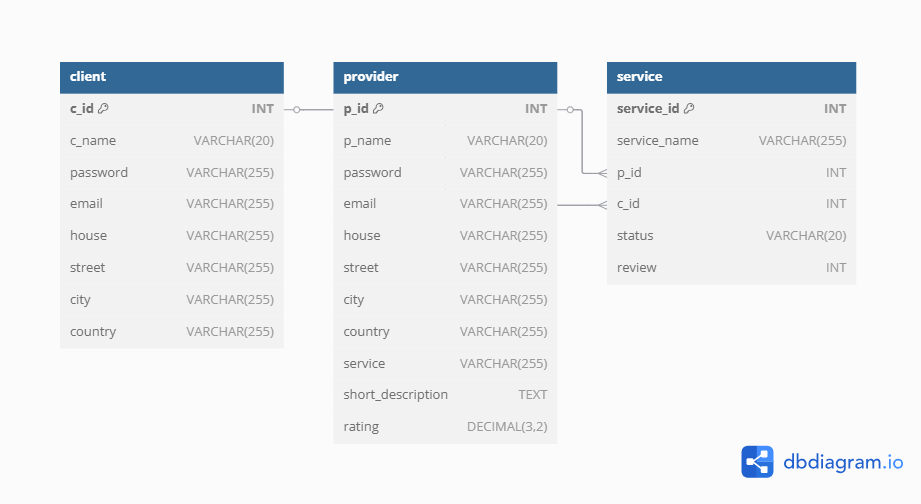 client
c_id INT
c_name VARCHAR(20)
password VARCHAR(255)
email VARCHAR(255)
house VARCHAR(255)
street VARCHAR(255)
city VARCHAR(255)
country VARCHAR(255)
provider
p_id INT
p_name VARCHAR(20)
password VARCHAR(255)
email VARCHAR(255)
house VARCHAR(255)
street VARCHAR(255)
city VARCHAR(255)
country VARCHAR(255)
service VARCHAR(255)
short_description TEXT
rating DECIMAL(3,2)
service
service_id INT
service_name VARCHAR(255)
p_id INT
c_id INT
status VARCHAR(20)
review INT
dbdiagram.io